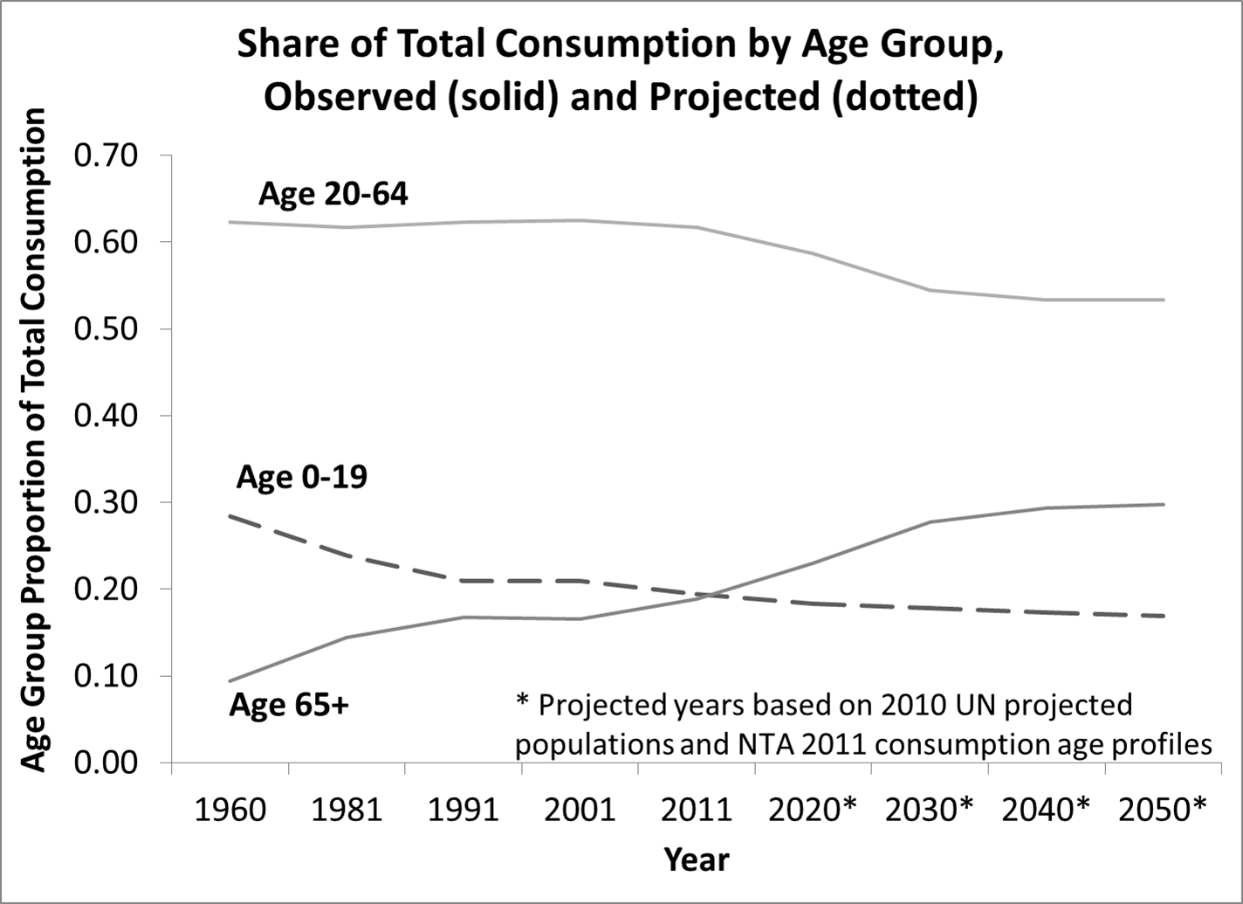 Share of Total Consumption by Age Group,
Observed (solid) and Projected (dotted)
Age Group Proportion of Total Consumption
0.70
0.60
0.50
0.40
0.30
0.20
0.10
0.00
Age 20-64
Age 0-19
Age 65+
* Projected years based on 2010 UN projected
populations and NTA 2011 consumption age profiles
1960 1981 1991 2001 2011 2020* 2030* 2040* 2050*
Year